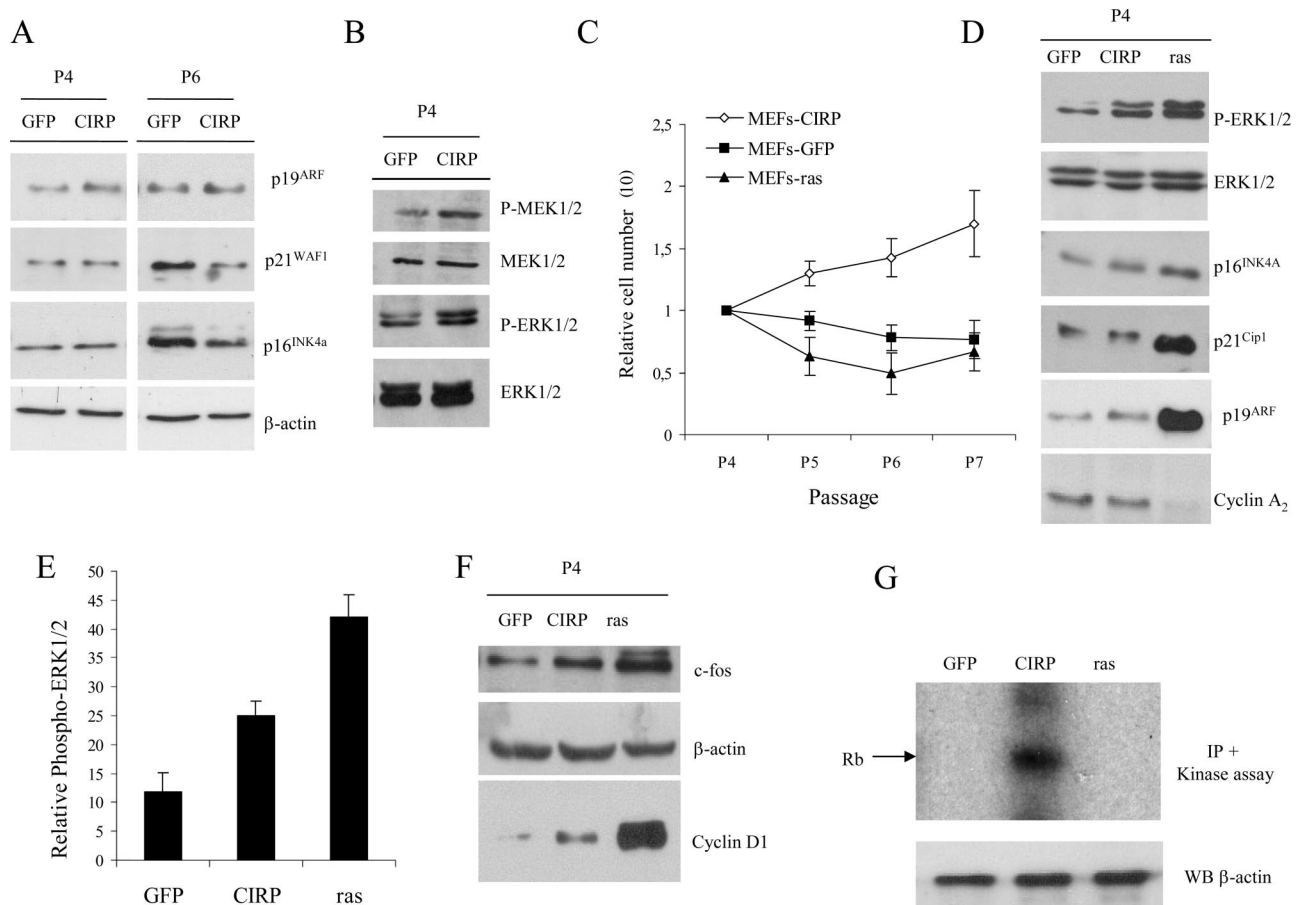 A
P4
P6
GFP CIRP
GFP CIRP
p19ARF
p21WAF1
p16INK4a
β-actin
B
P4
GFP CIRP
P-MEK1/2
MEK1/2
P-ERK1/2
ERK1/2
C
MEFs-CIRP
MEFs-GFP
MEFs-ras
Relative cell number (10)
2,5
2
1.5
1
0,5
0
P4 P5 P6 P7
Passage
D
P4
GFP CIRP ras
P-ERK1/2
ERK1/2
p16INK4A
p21Cip1
p19ARF
Cyclin A2
E
Relative Phospho-ERK1/2
50
45
40
35
30
25
20
15
10
5
0
GFP CIRP ras
F
P4
GFP CIRP ras
c-fos
β-actin
Cyclin D1
G
GFP CIRP ras
Rb
IP +
Kinase assay
WB β-actin